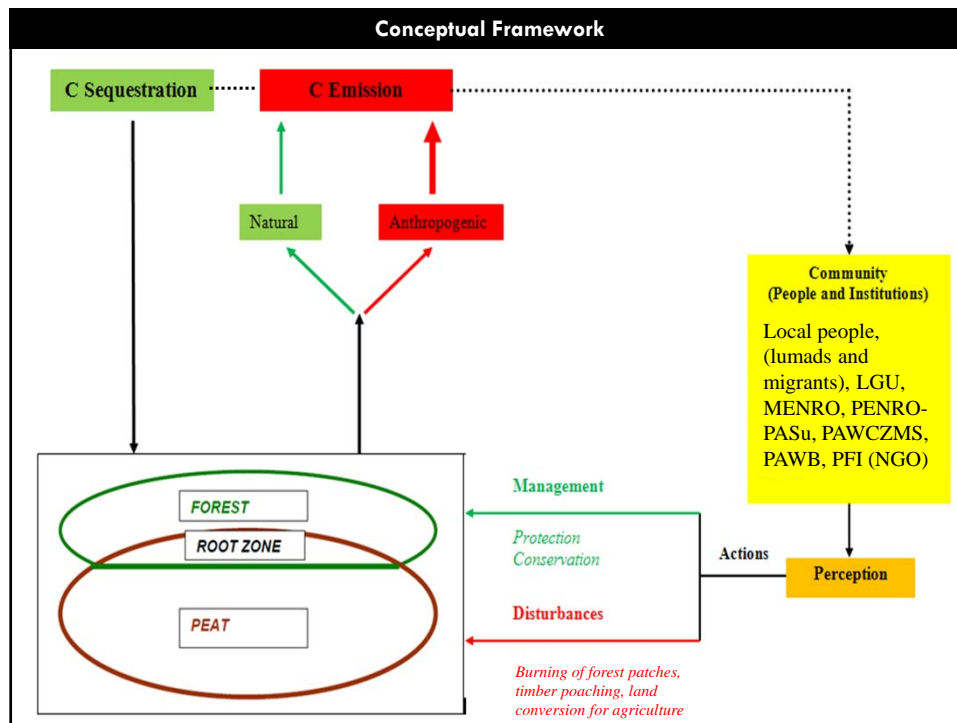 Conceptual Framework
C Sequestration
C Emission
Natural
Anthropogenic
Community
(People and Institutions)
Local people,
(lumads and
migrants), LGU,
MENRO, PENRO-
PASu, PAWCZMS,
PAWB, PFI (NGO)
FOREST
ROOT ZONE
PEAT
Management
Protection
Conservation
Actions
Perception
Disturbances
Burning of forest patches,
timber poaching, land
conversion for agriculture